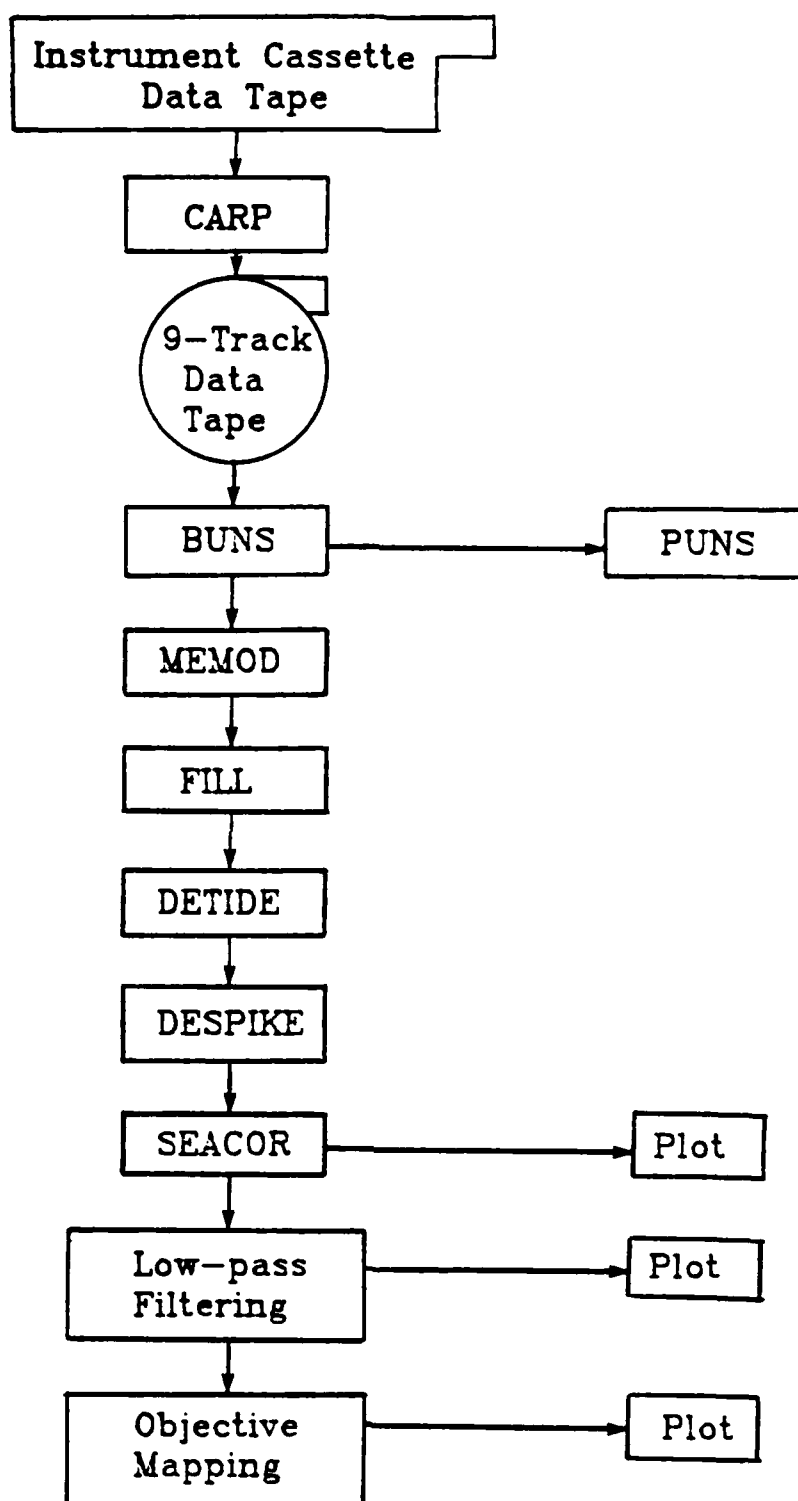 Instrument Cassette
Data Tape
CARP
9-Track
Data
Tape
BUNS
PUNS
MEMOD
FILL
DETIDE
DESPIKE
SEACOR
Plot
Low-pass
Filtering
Plot
Objective
Mapping
Plot